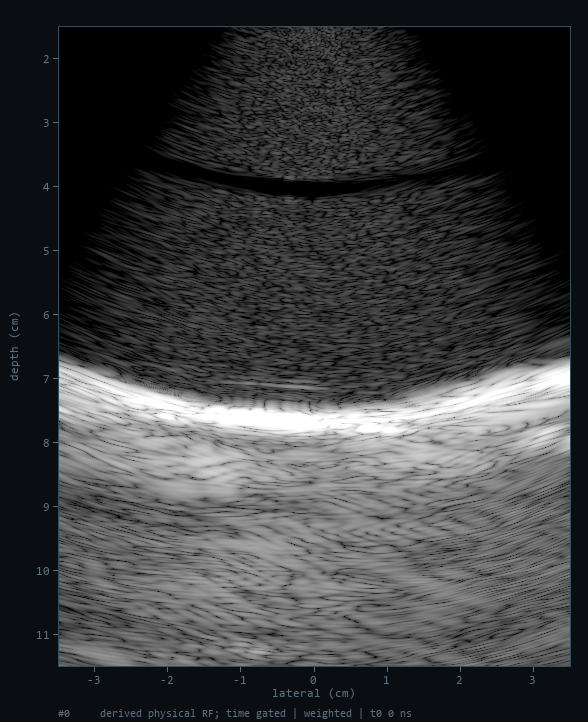 depth (cm)
2
3
4
5
6
7
8
9
10
11
-3 -2 -1 0 1 2 3
lateral (cm)
#0 derived physical RF; time gated | weighted | t0 0 ns